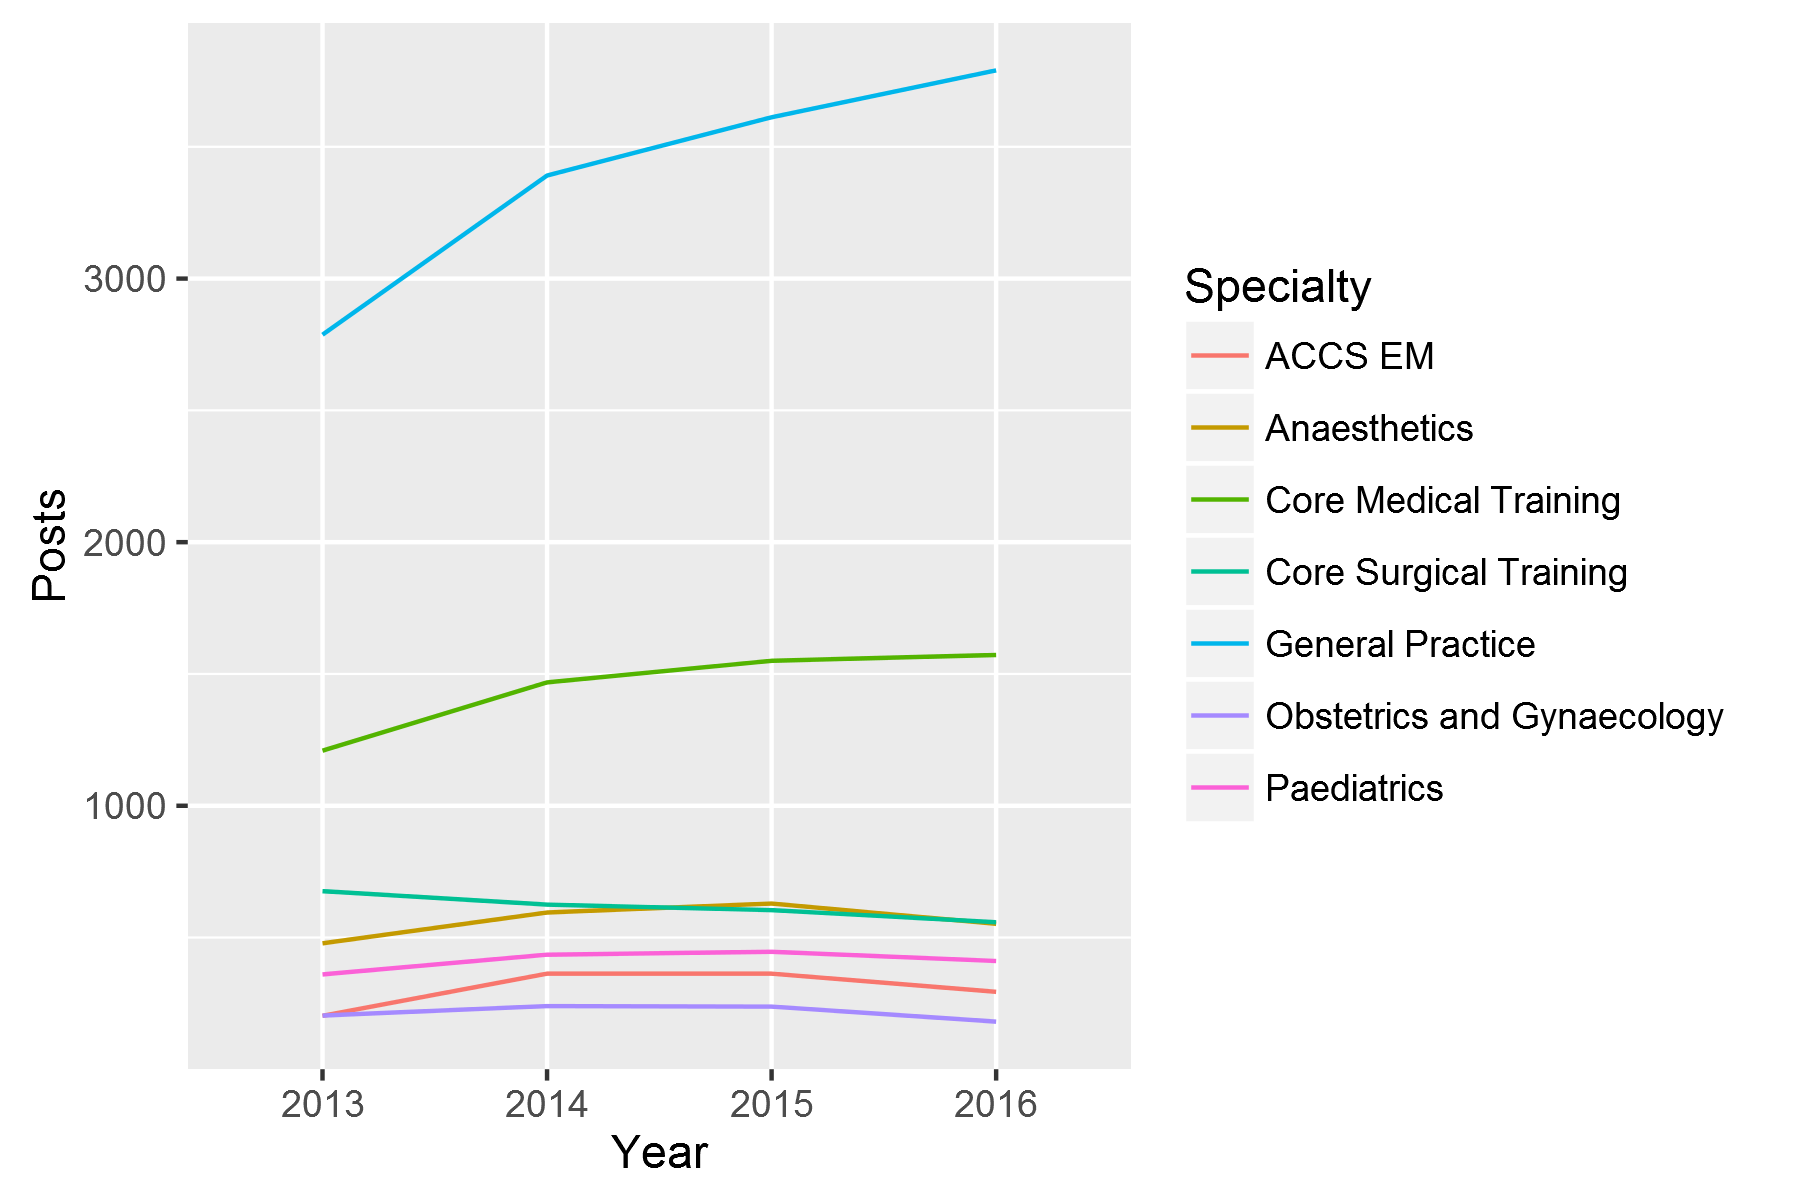 3000
2000
1000
Posts
2013 2014 2015 2016
Year
Specialty
ACCS EM
Anaesthetics
Core Medical Training
Core Surgical Training
General Practice
Obstetrics and Gynaecology
Paediatrics